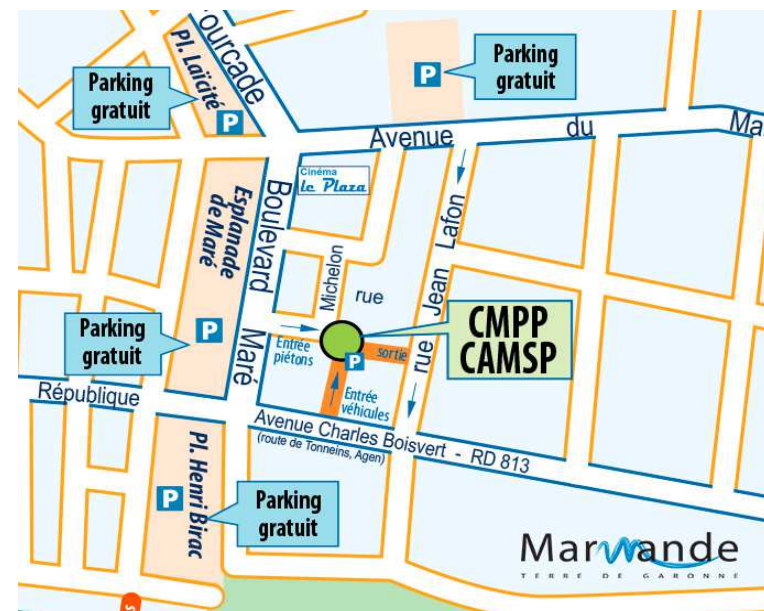 ourcade
Pl. Laïcité
Parking
gratuit
P
P
Parking
gratuit
Avenue du Ma
Cinéma
le Plaza
Boulevard Maré
Esplanade
de Maré
Parking
gratuit
P
Michelon
rue
rue Jean Lafon
CMPP
CAMSP
Entrée
piétons
P
sortie
Entrée
véhicules
République
Avenue Charles Boisvert - RD 813
(route de Tonneins, Agen)
Pl. Henri Birac
P
Parking
gratuit
Marmande
TERRE DE GARONNE